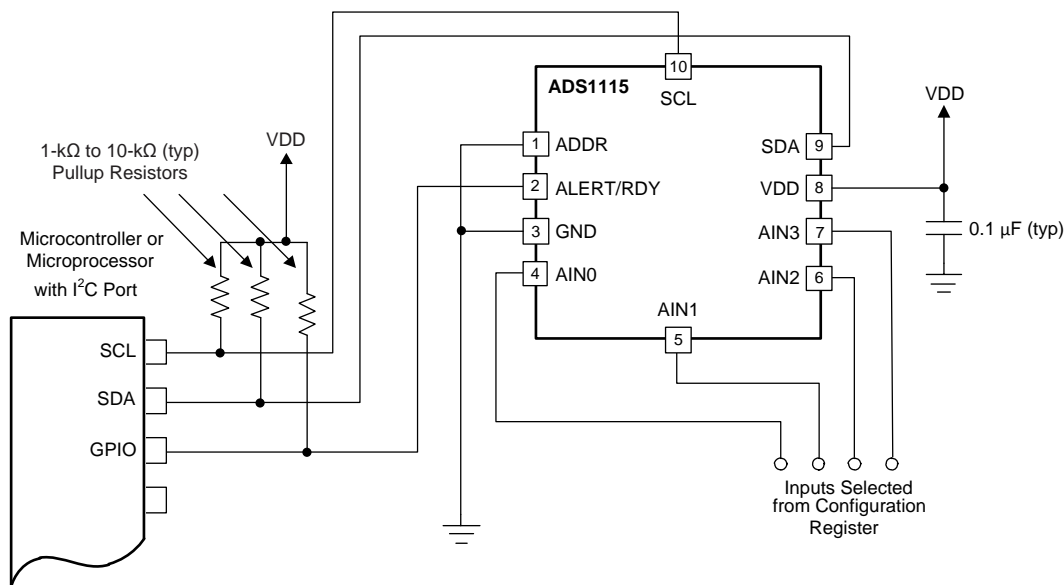 VDD
1-kΩ to 10-kΩ (typ)
Pullup Resistors
Microcontroller or
Microprocessor
with I²C Port
SCL
SDA
GPIO
10
ADS1115
SCL
1 ADDR
2 ALERT/RDY
3 GND
4 AIN0
SDA 9
VDD 8
AIN3 7
AIN2 6
AIN1
5
VDD
0.1 µF (typ)
Inputs Selected
from Configuration
Register